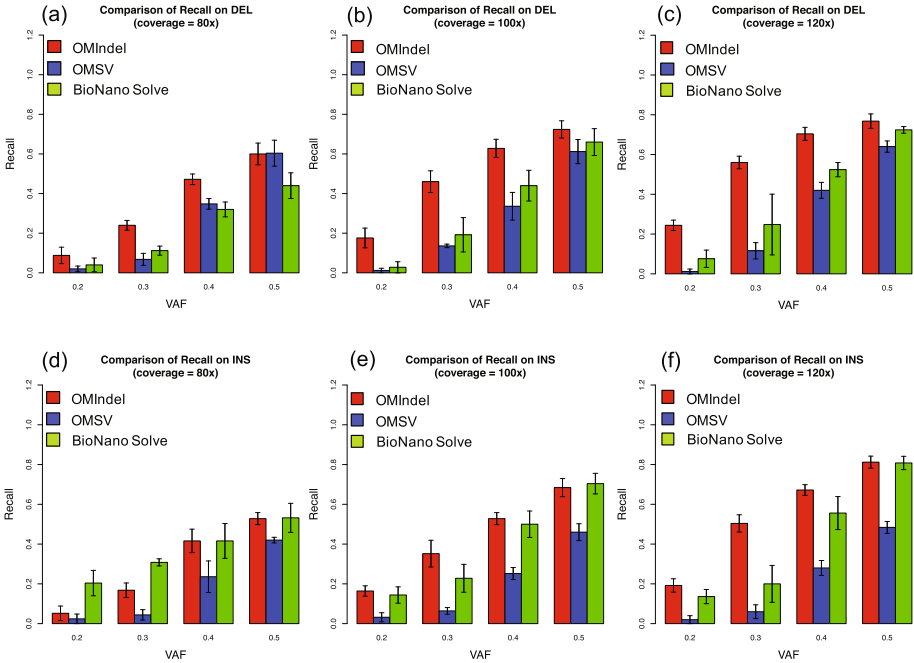 (a)
Comparison of Recall on DEL
(coverage = 80x)
OMIndel
OMSV
BioNano Solve
Recall
0.0 0.2 0.4 0.6 0.8 1.0 1.2
0.2 0.3 0.4 0.5
VAF
(b)
Comparison of Recall on DEL
(coverage = 100x)
OMIndel
OMSV
BioNano Solve
Recall
0.0 0.2 0.4 0.6 0.8 1.0 1.2
0.2 0.3 0.4 0.5
VAF
(c)
Comparison of Recall on DEL
(coverage = 120x)
OMIndel
OMSV
BioNano Solve
Recall
0.0 0.2 0.4 0.6 0.8 1.0 1.2
0.2 0.3 0.4 0.5
VAF
(d)
Comparison of Recall on INS
(coverage = 80x)
OMIndel
OMSV
BioNano Solve
Recall
0.0 0.2 0.4 0.6 0.8 1.0 1.2
0.2 0.3 0.4 0.5
VAF
(e)
Comparison of Recall on INS
(coverage = 100x)
OMIndel
OMSV
BioNano Solve
Recall
0.0 0.2 0.4 0.6 0.8 1.0 1.2
0.2 0.3 0.4 0.5
VAF
(f)
Comparison of Recall on INS
(coverage = 120x)
OMIndel
OMSV
BioNano Solve
Recall
0.0 0.2 0.4 0.6 0.8 1.0 1.2
0.2 0.3 0.4 0.5
VAF